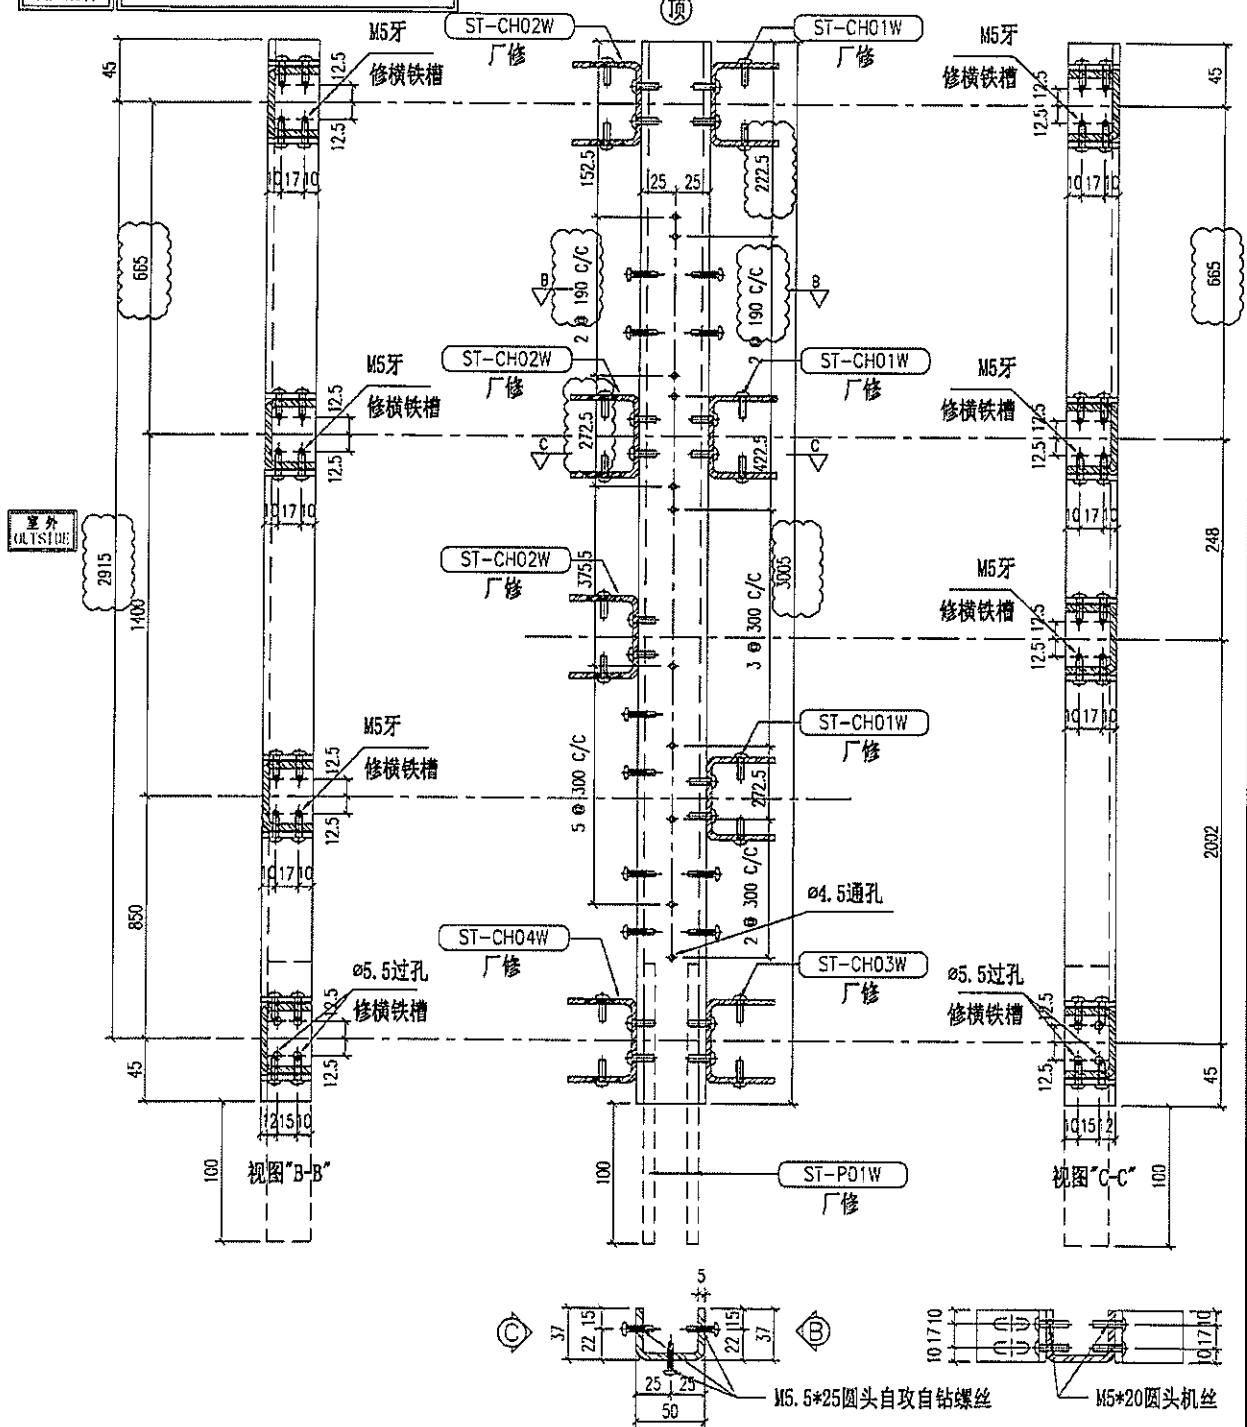 顶
ST-CH02W
厂修
ST-CH01W
厂修
M5牙
修横铁槽
M5牙
修横铁槽
45
12.5
12.5
10 17 10
152.5
25 25
222.5
12.5
12.5
10 17 10
45
665
2 @ 190 C/C
B
2 @ 190 C/C
B
665
ST-CH02W
厂修
ST-CH01W
厂修
M5牙
修横铁槽
M5牙
修横铁槽
12.5
12.5
10 17 10
272.5
C
422.5
C
12.5
12.5
10 17 10
室外
OUTSIDE
2915
1400
ST-CH02W
厂修
375.5
3005
3 @ 300 C/C
M5牙
修横铁槽
12.5
12.5
10 17 10
248
M5牙
修横铁槽
12.5
12.5
10 17 10
5 @ 300 C/C
ST-CH01W
厂修
272.5
2 @ 300 C/C
2002
850
ø4.5通孔
ST-CH04W
厂修
ST-CH03W
厂修
ø5.5过孔
修横铁槽
ø5.5过孔
修横铁槽
12.5
12.5
12 15 10
45
12.5
12.5
10 15 12
45
100
视图"B-B"
100
ST-P01W
厂修
视图"C-C"
100
5
C
37
22 15
15 22
37
B
25 25
50
M5.5*25圆头自攻自钻螺丝
10 17 10
10 17 10
M5*20圆头机丝